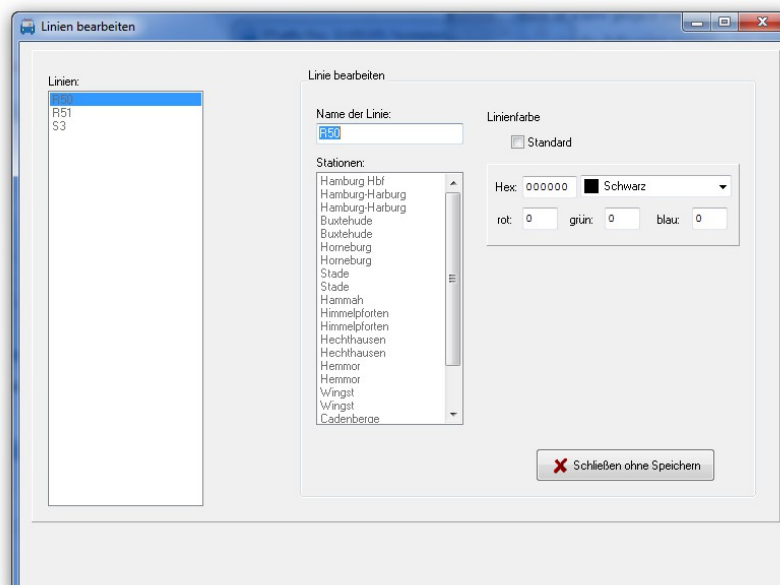 Linien bearbeiten
Linien:
R50
R51
S3
Linie bearbeiten
Name der Linie:
R50
Stationen:
Hamburg Hbf
Hamburg-Harburg
Hamburg-Harburg
Buxtehude
Buxtehude
Horneburg
Horneburg
Stade
Stade
Hammah
Himmelpforten
Himmelpforten
Hechthausen
Hechthausen
Hemmor
Hemmor
Wingst
Wingst
Cadenberge
Linienfarbe
Standard
Hex: 000000 Schwarz
rot: 0 grün: 0 blau: 0
Schließen ohne Speichern